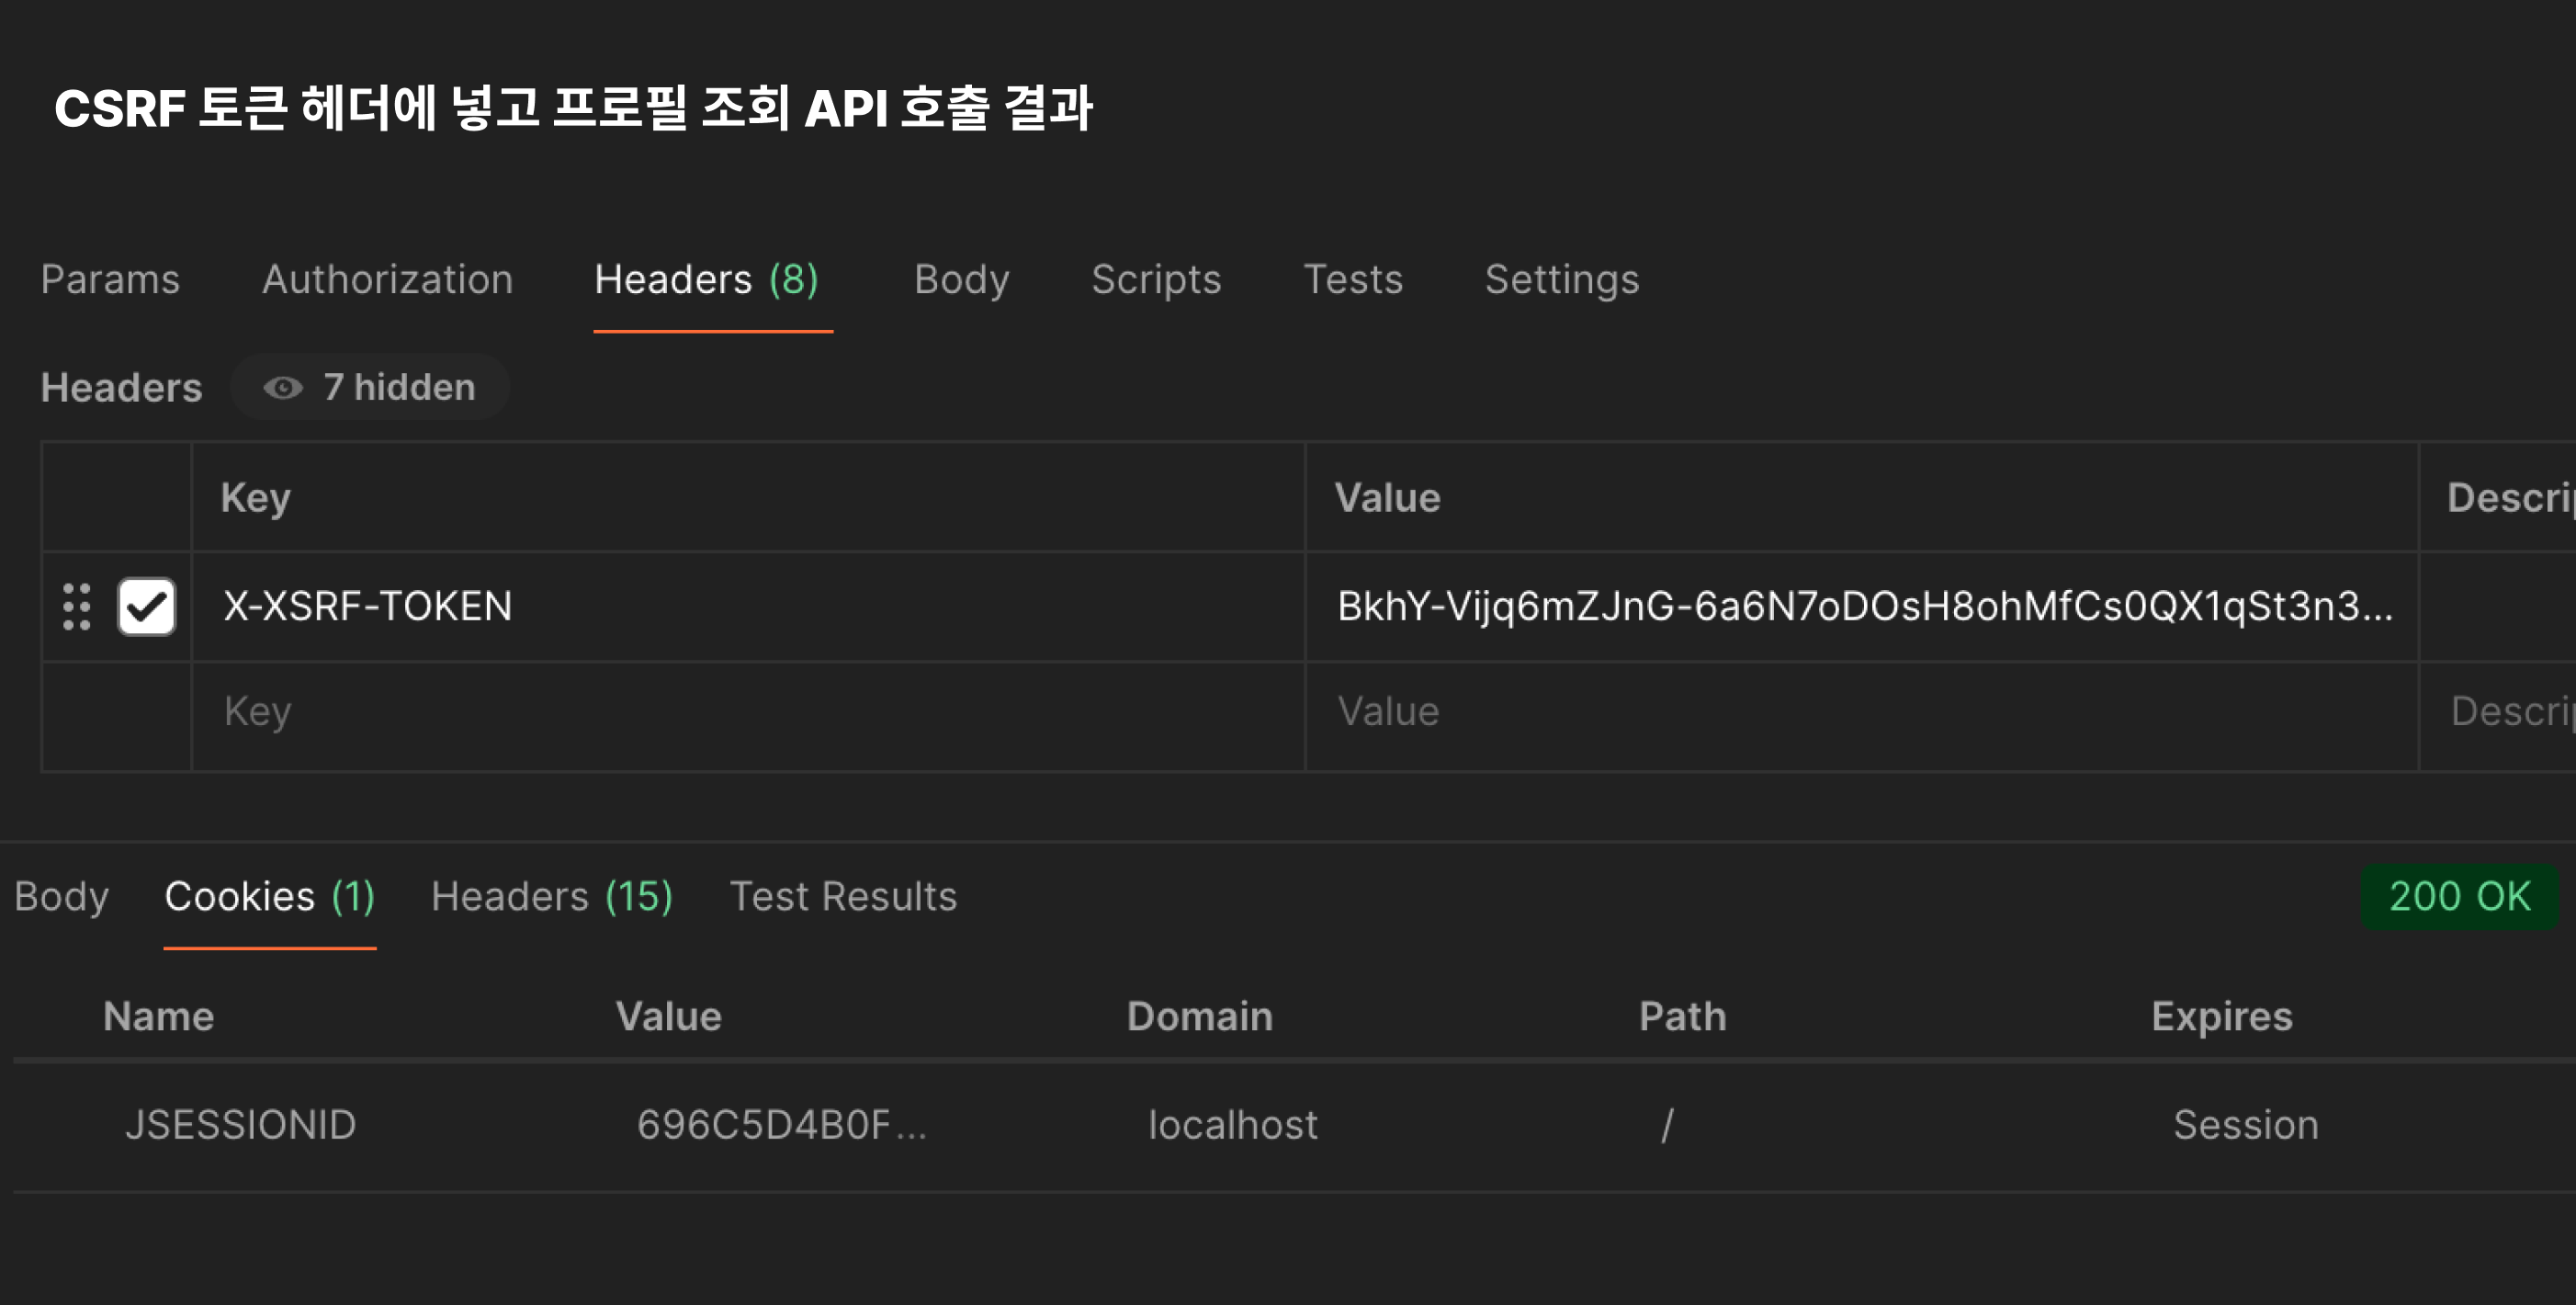 CSRF 토큰 헤더에 넣고 프로필 조회 API 호출 결과
Params Authorization Headers (8) Body Scripts Tests Settings
Headers 7 hidden
Key Value Descrip
X-XSRF-TOKEN BkhY-Vijq6mZJnG-6a6N7oDOsH8ohMfCs0QX1qSt3n3...
Key Value Descrip
Body Cookies (1) Headers (15) Test Results 200 OK
Name Value Domain Path Expires
JSESSIONID 696C5D4B0F... localhost / Session